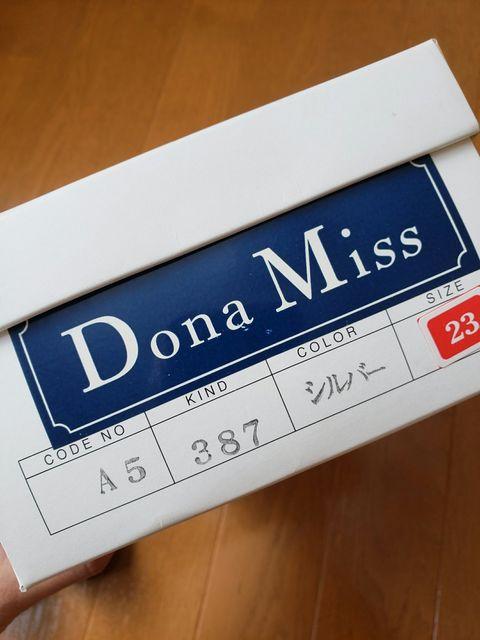 Dona Miss
CODE NO KIND COLOR SIZE
A5 387 シルバー 23